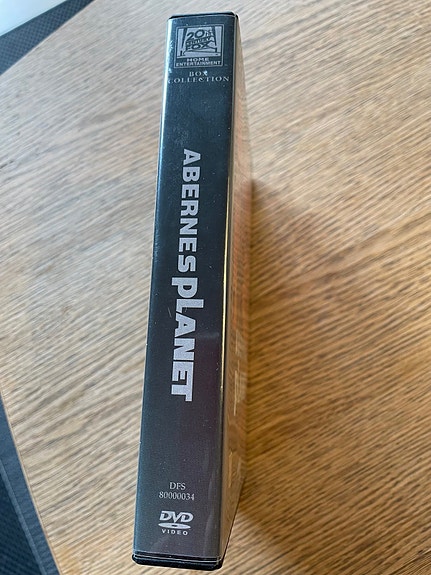 20th
CENTURY
FOX
HOME
ENTERTAINMENT
BOX
COLLECTION
ABERNES pLANET
DFS
80000034
DVD
VIDEO